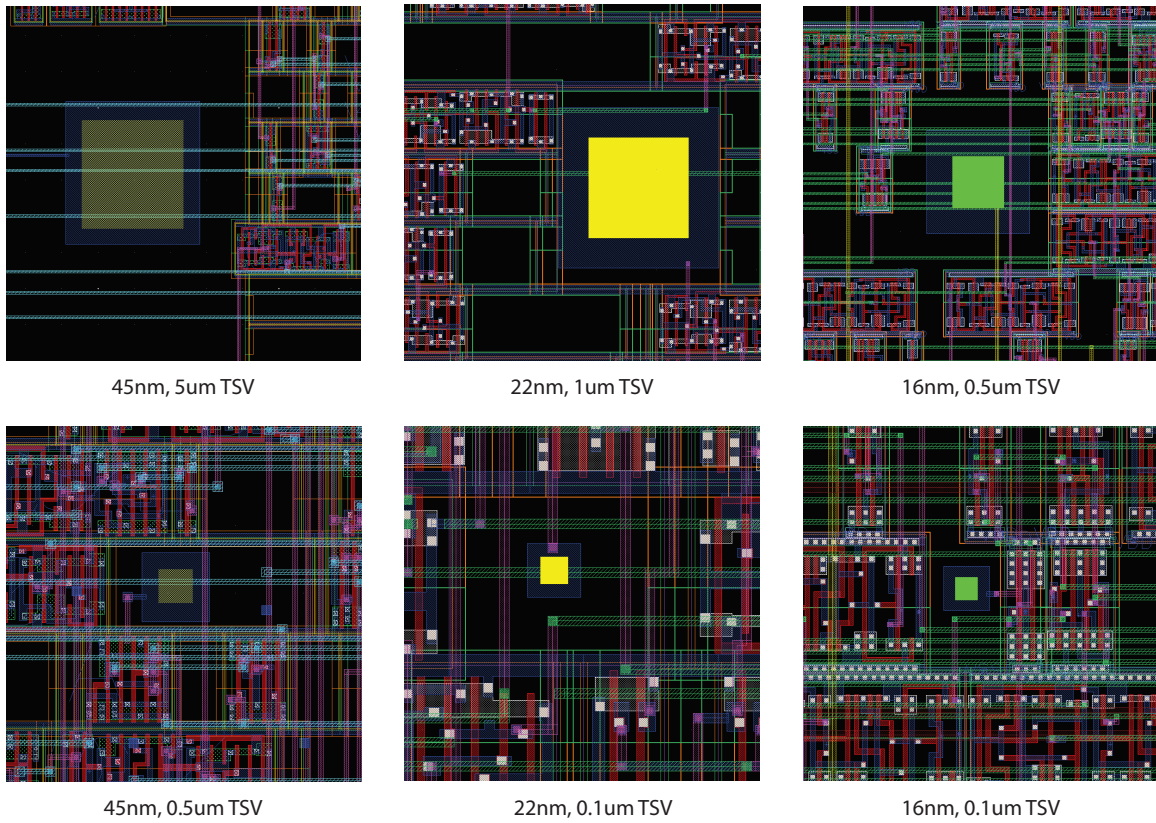 45nm, 5um TSV
22nm, 1um TSV
16nm, 0.5um TSV
45nm, 0.5um TSV
22nm, 0.1um TSV
16nm, 0.1um TSV